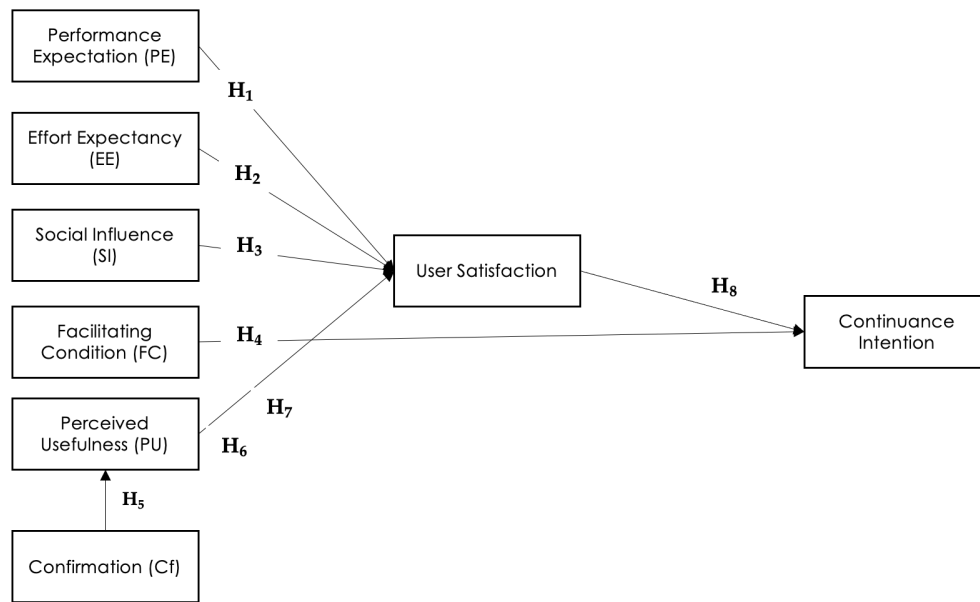 Performance
Expectation (PE)
H₁
Effort Expectancy
(EE)
H₂
Social Influence
(SI)
H₃
User Satisfaction
H₈
Facilitating
Condition (FC)
H₄
Continuance
Intention
H₇
Perceived
Usefulness (PU)
H₆
H₅
Confirmation (Cf)